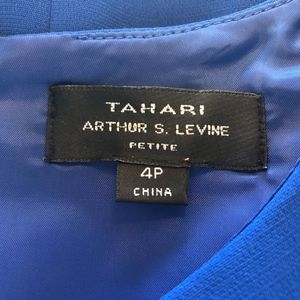 TAHARI
ARTHUR S. LEVINE
PETITE
4P
CHINA